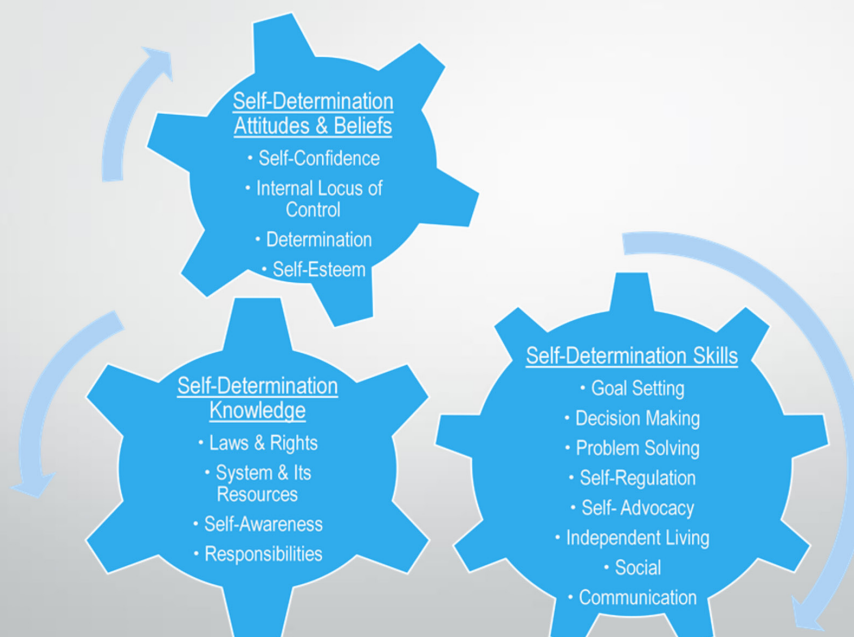 Self-Determination
Attitudes & Beliefs
• Self-Confidence
• Internal Locus of
Control
• Determination
• Self-Esteem
Self-Determination
Knowledge
• Laws & Rights
• System & Its
Resources
• Self-Awareness
• Responsibilities
Self-Determination Skills
• Goal Setting
• Decision Making
• Problem Solving
• Self-Regulation
• Self- Advocacy
• Independent Living
• Social
• Communication